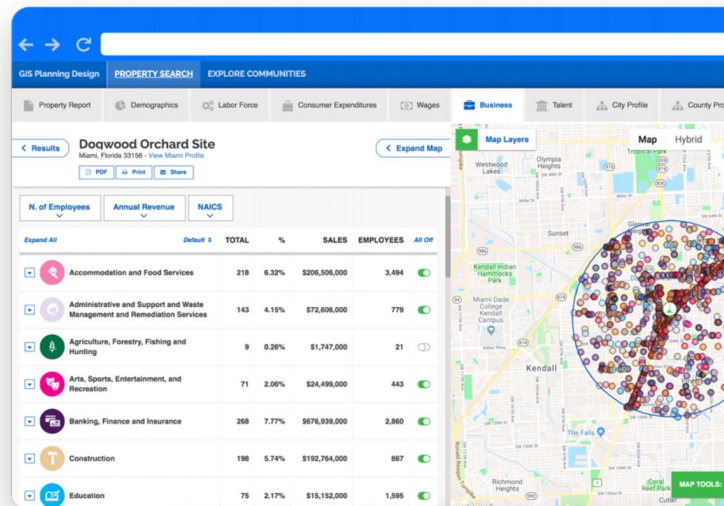 GIS Planning Design PROPERTY SEARCH EXPLORE COMMUNITIES
Property Report Demographics Labor Force Consumer Expenditures Wages Business Talent City Profile County Pro
Results
Dogwood Orchard Site
Miami, Florida 33156 - View Miami Profile
PDF Print Share
Expand Map
N. of Employees Annual Revenue NAICS
Expand All Default TOTAL % SALES EMPLOYEES All Off
Accommodation and Food Services 218 6.32% $206,506,000 3,494
Administrative and Support and Waste
Management and Remediation Services 143 4.15% $72,606,000 779
Agriculture, Forestry, Fishing and
Hunting 9 0.26% $1,747,000 21
Arts, Sports, Entertainment, and
Recreation 71 2.06% $24,499,000 443
Banking, Finance and Insurance 268 7.77% $676,939,000 2,860
T
Construction 198 5.74% $192,764,000 867
Education 75 2.17% $15,152,000 1,595
Map Layers
Map Hybrid
Tropical Park
Westwood
Lakes
Olympia
Heights
Sunset
Kendall Indian
Hammocks
Park
Miami Dade
College
Kendall
Campus
Kendall
The Falls
Richmond
Heights
Coral
Reef Park
Cutler
Ronald Reagan Turnpike
MAP TOOLS: